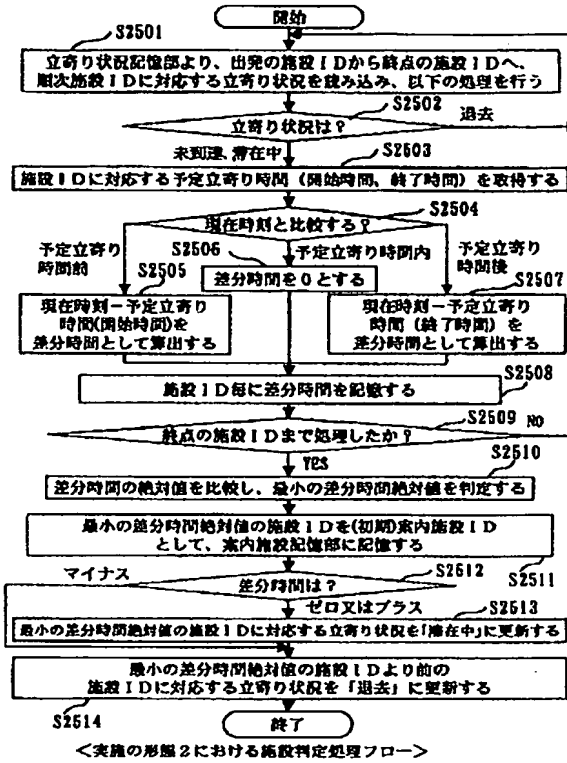 開始
S2501
立寄り状況記憶部より、出発の施設IDから終点の施設IDへ、
順次施設IDに対応する立寄り状況を読み込み、以下の処理を行う
S2502
立寄り状況は?
退去
未到達、滞在中
S2503
施設IDに対応する予定立寄り時間(開始時間、終了時間)を取得する
S2504
現在時刻と比較する?
予定立寄り
時間前
S2506
予定立寄り時間内
予定立寄り
時間後
S2505
差分時間を0とする
S2507
現在時刻-予定立寄り
時間(開始時間)を
差分時間として算出する
現在時刻-予定立寄り
時間(終了時間)を
差分時間として算出する
S2508
施設ID毎に差分時間を記憶する
S2509
終点の施設IDまで処理したか?
NO
YES
S2510
差分時間の絶対値を比較し、最小の差分時間絶対値を判定する
最小の差分時間絶対値の施設IDを(初期)案内施設ID
として、案内施設記憶部に記憶する
S2511
マイナス
S2512
差分時間は?
ゼロ又はプラス
S2513
最小の差分時間絶対値の施設IDに対応する立寄り状況を「滞在中」に更新する
最小の差分時間絶対値の施設IDより前の
施設IDに対応する立寄り状況を「退去」に更新する
S2514
終了
<実施の形態2における施設判定処理フロー>